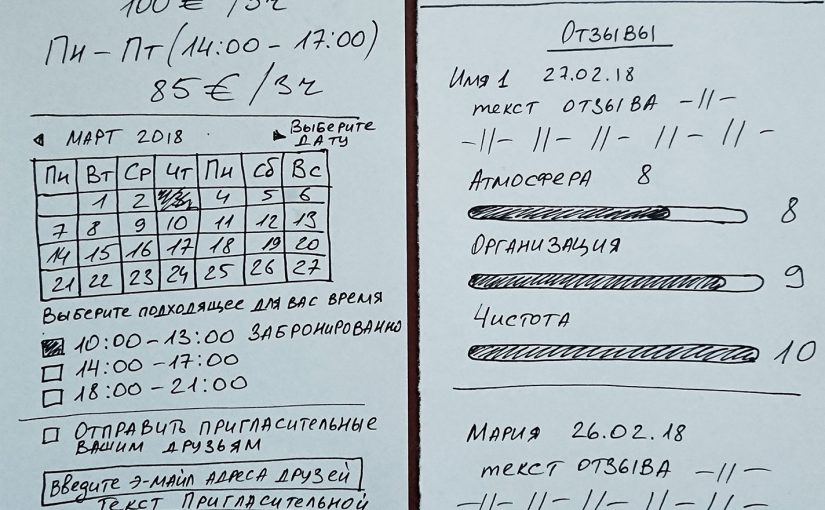 100 € /3ч
Пн – Пт (14:00 – 17:00)
85 € /3ч
МАРТ 2018
ВЫБЕРИТЕ
ДАТУ
Пн Вт Ср Чт Пн Сб Вс
1 2 3 4 5 6
7 8 9 10 11 12 13
14 15 16 17 18 19 20
21 22 23 24 25 26 27
ВЫБЕРИТЕ ПОДХОДЯЩЕЕ ДЛЯ ВАС ВРЕМЯ
10:00 – 13:00 ЗАБРОНИРОВАННО
14:00 – 17:00
18:00 – 21:00
ОТПРАВИТЬ ПРИГЛАСИТЕЛЬНЫЕ
ВАШИМ ДРУЗЬЯМ
Введите Э-МАЙЛ АДРЕСА ДРУЗЕЙ
ТЕКСТ ПРИГЛАСИТЕЛЬНОЙ
ОТЗЫВЫ
Имя 1 27.02.18
ТЕКСТ ОТЗЫВА –//–
–//– //– //– //– //–
АТМОСФЕРА 8
8
ОРГАНИЗАЦИЯ
9
ЧИСТОТА
10
МАРИЯ 26.02.18
ТЕКСТ ОТЗЫВА –//–
–//– //– //– //– //–